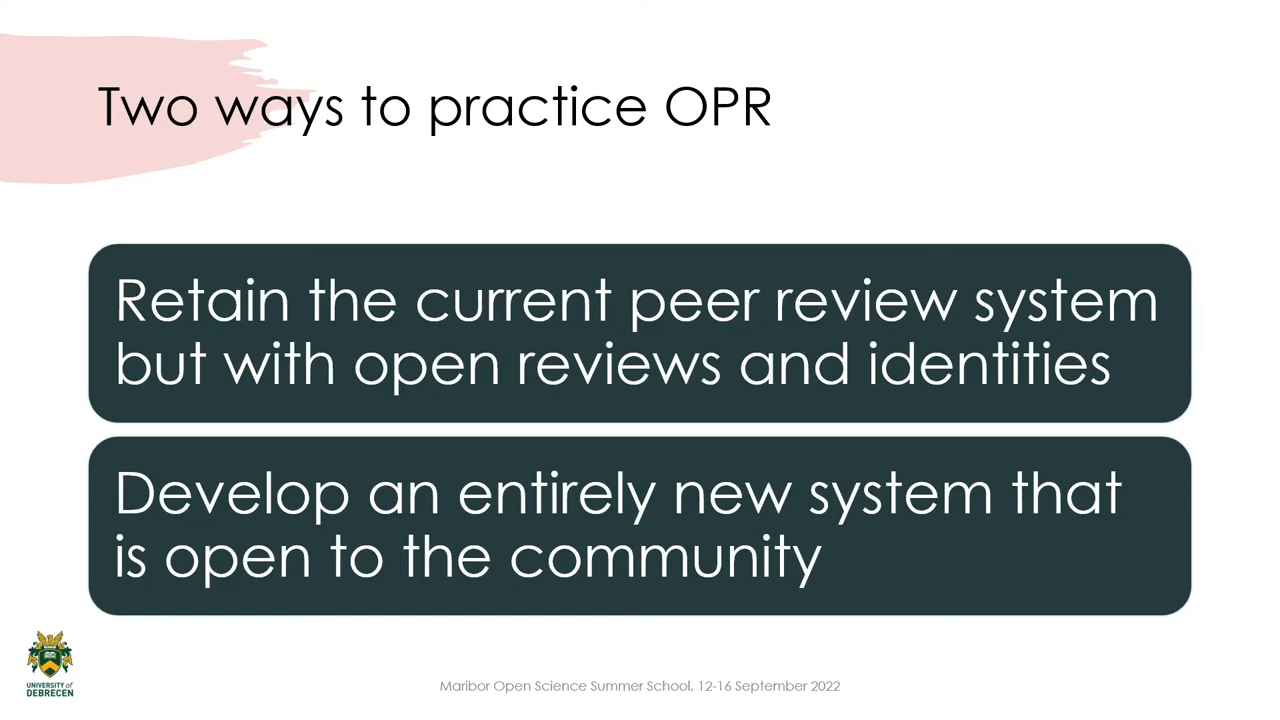 Two ways to practice OPR
Retain the current peer review system
but with open reviews and identities
Develop an entirely new system that
is open to the community
UNIVERSITY of
DEBRECEN
Maribor Open Science Summer School, 12-16 September 2022